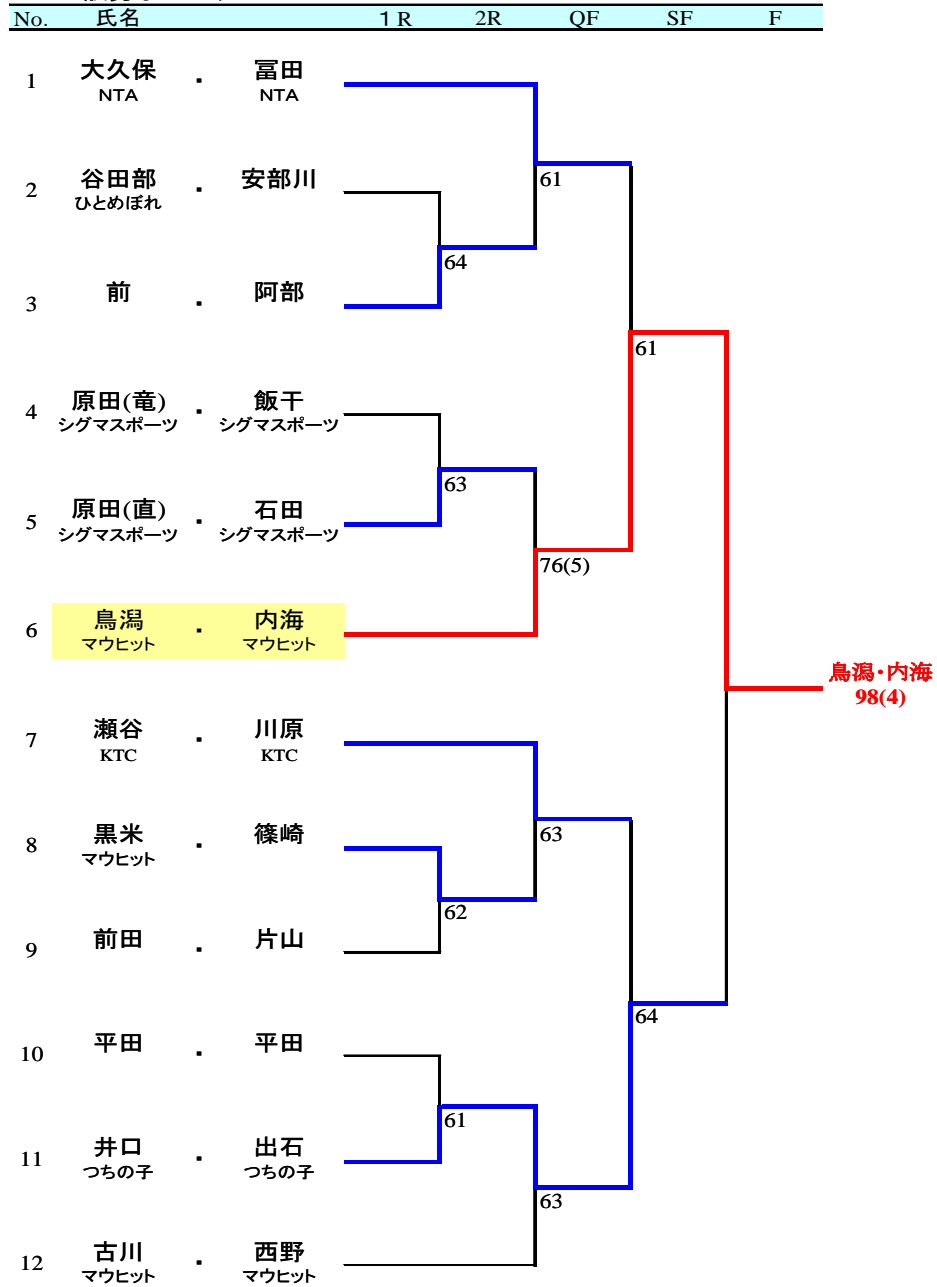 No. 氏名 1 R 2R QF SF F
1 大久保 ・ 冨田
NTA NTA
61
2 谷田部 ・ 安部川
ひとめぼれ
64
3 前 ・ 阿部
61
4 原田(竜) ・ 飯干
シグマスポーツ シグマスポーツ
63
5 原田(直) ・ 石田
シグマスポーツ シグマスポーツ
76(5)
6 鳥潟 ・ 内海
マウヒット マウヒット
鳥潟・内海
98(4)
7 瀬谷 ・ 川原
KTC KTC
63
8 黒米 ・ 篠崎
マウヒット
62
9 前田 ・ 片山
64
10 平田 ・ 平田
61
11 井口 ・ 出石
つちの子 つちの子
63
12 古川 ・ 西野
マウヒット マウヒット